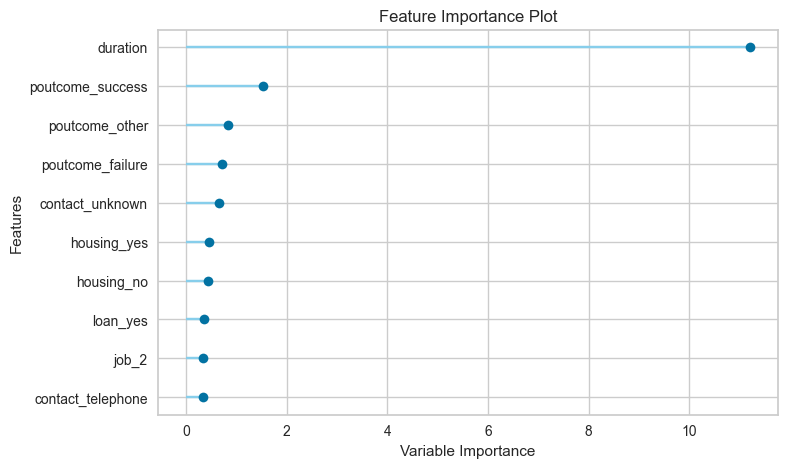 Feature Importance Plot
Features
duration
poutcome_success
poutcome_other
poutcome_failure
contact_unknown
housing_yes
housing_no
loan_yes
job_2
contact_telephone
0 2 4 6 8 10
Variable Importance